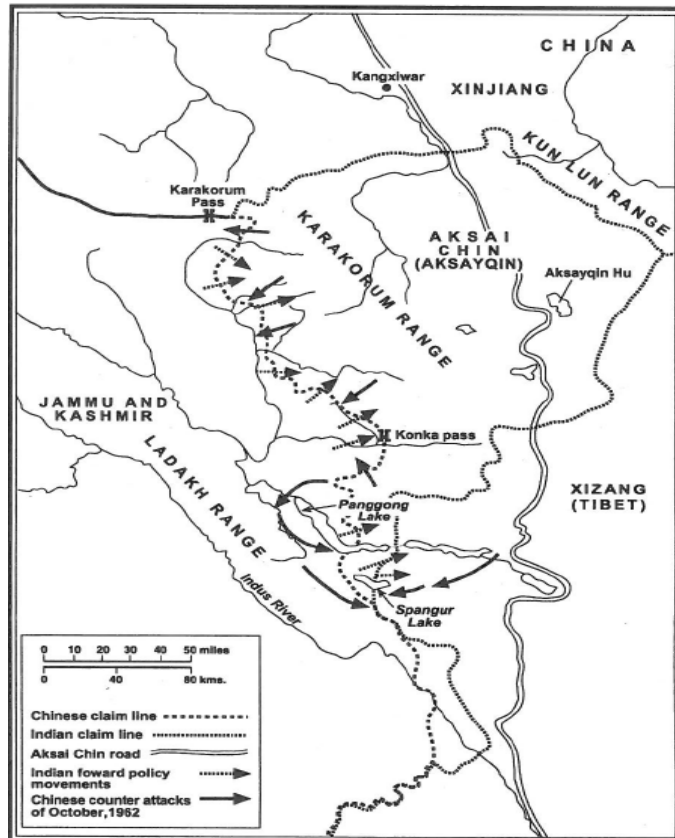 CHINA
Kangxiwar
XINJIANG
KUN LUN RANGE
Karakorum
Pass
KARAKORUM RANGE
AKSAI
CHIN
(AKSAYQIN)
Aksayqin Hu
JAMMU AND
KASHMIR
LADAKH RANGE
Konka pass
Panggong
Lake
XIZANG
(TIBET)
Indus River
Spangur
Lake
0 10 20 30 40 50 miles
0 40 80 kms.
Chinese claim line
Indian claim line
Aksai Chin road
Indian foward policy
movements
Chinese counter attacks
of October,1962